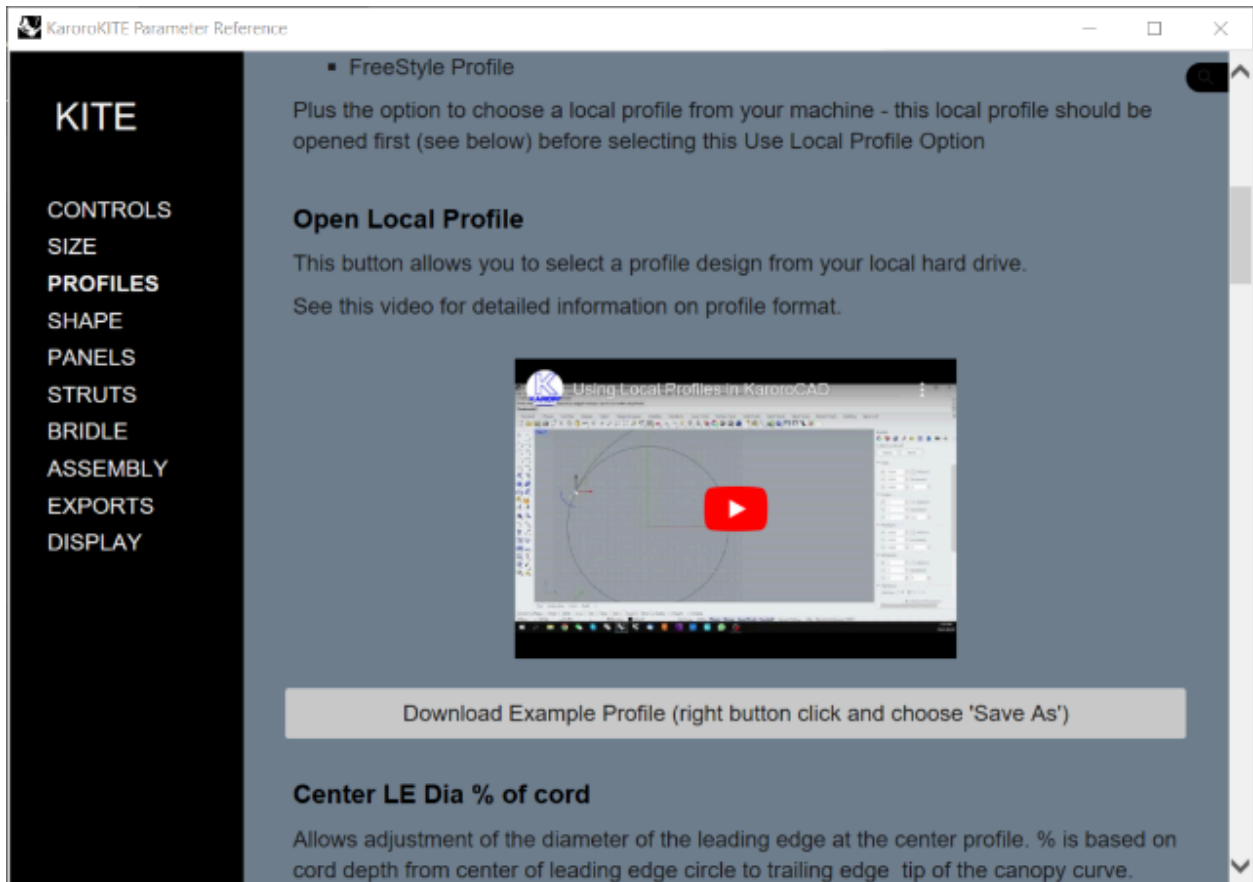 KaroroKITE Parameter Reference
KITE
CONTROLS
SIZE
PROFILES
SHAPE
PANELS
STRUTS
BRIDLE
ASSEMBLY
EXPORTS
DISPLAY
FreeStyle Profile
Plus the option to choose a local profile from your machine - this local profile should be
opened first (see below) before selecting this Use Local Profile Option
Open Local Profile
This button allows you to select a profile design from your local hard drive.
See this video for detailed information on profile format.
Using Local Profiles in KaroroCAD
Download Example Profile (right button click and choose 'Save As')
Center LE Dia % of cord
Allows adjustment of the diameter of the leading edge at the center profile. % is based on
cord depth from center of leading edge circle to trailing edge tip of the canopy curve.